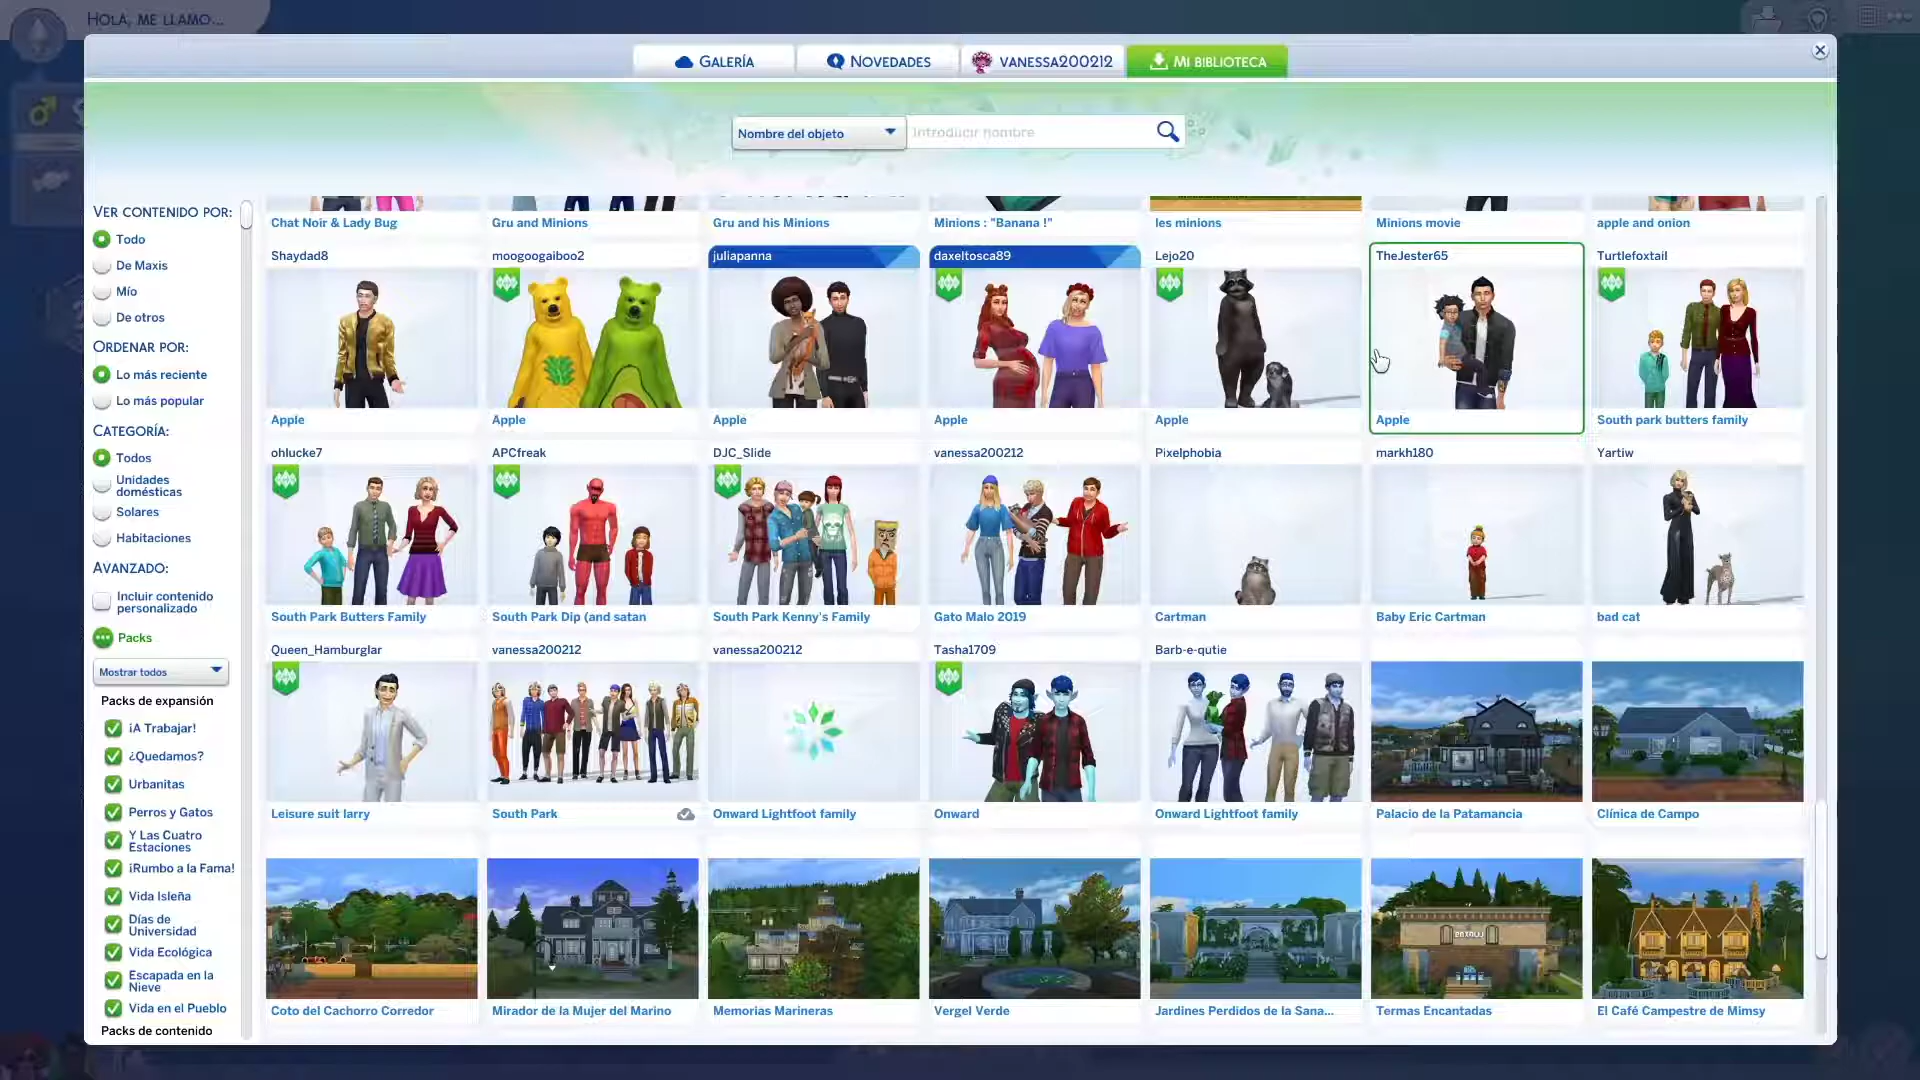 HOLA, ME LLAMO...
GALERÍA
NOVEDADES
VANESSA200212
MI BIBLIOTECA
Nombre del objeto
Introducir nombre
VER CONTENIDO POR:
Todo
De Maxis
Mío
De otros
ORDENAR POR:
Lo más reciente
Lo más popular
CATEGORÍA:
Todos
Unidades
domésticas
Solares
Habitaciones
AVANZADO:
Incluir contenido
personalizado
Packs
Mostrar todos
Packs de expansión
¡A Trabajar!
¿Quedamos?
Urbanitas
Perros y Gatos
Y Las Cuatro
Estaciones
¡Rumbo a la Fama!
Vida Isleña
Días de
Universidad
Vida Ecológica
Escapada en la
Nieve
Vida en el Pueblo
Packs de contenido
Chat Noir & Lady Bug
Gru and Minions
Gru and his Minions
Minions : "Banana !"
les minions
Minions movie
apple and onion
Shaydad8
moogoogaiboo2
juliapanna
daxeltosca89
Lejo20
TheJester65
Turtlefoxtail
Apple
Apple
Apple
Apple
Apple
Apple
South park butters family
ohlucke7
APCfreak
DJC_Slide
vanessa200212
Pixelphobia
markh180
Yartiw
South Park Butters Family
South Park Dip (and satan
South Park Kenny's Family
Gato Malo 2019
Cartman
Baby Eric Cartman
bad cat
Queen_Hamburglar
vanessa200212
vanessa200212
Tasha1709
Barb-e-qutie
Leisure suit larry
South Park
Onward Lightfoot family
Onward
Onward Lightfoot family
Palacio de la Patamancia
Clínica de Campo
Coto del Cachorro Corredor
Mirador de la Mujer del Marino
Memorias Marineras
Vergel Verde
Jardines Perdidos de la Sana...
Termas Encantadas
El Café Campestre de Mimsy